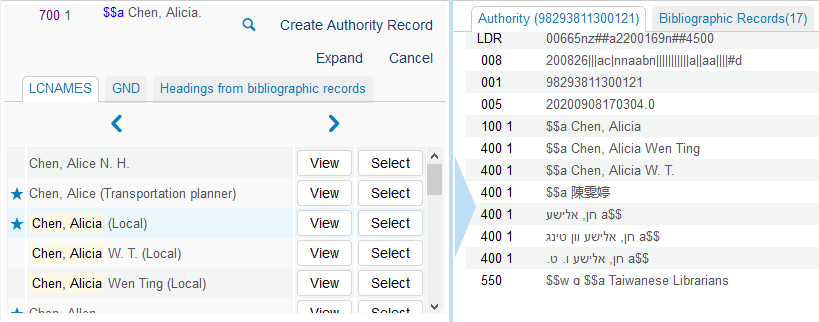 700 1 $$a Chen, Alicia.
Create Authority Record
Expand Cancel
LCNAMES GND Headings from bibliographic records
Chen, Alice N. H. View Select
Chen, Alice (Transportation planner) View Select
Chen, Alicia (Local) View Select
Chen, Alicia W. T. (Local) View Select
Chen, Alicia Wen Ting (Local) View Select
Chen, Allen
Authority (98293811300121) Bibliographic Records(17)
LDR 00665nz##a2200169n##4500
008 200826|||ac|nnaabn|||||||||||a||aa||||#d
001 98293811300121
005 20200908170304.0
100 1 $$a Chen, Alicia
400 1 $$a Chen, Alicia Wen Ting
400 1 $$a Chen, Alicia W. T.
400 1 $$a 陳雯婷
400 1 $$a חן, אלישע
400 1 $$a חן, אלישע וון טינג
400 1 $$a חן, אלישע ו. ט.
550 $$w g $$a Taiwanese Librarians